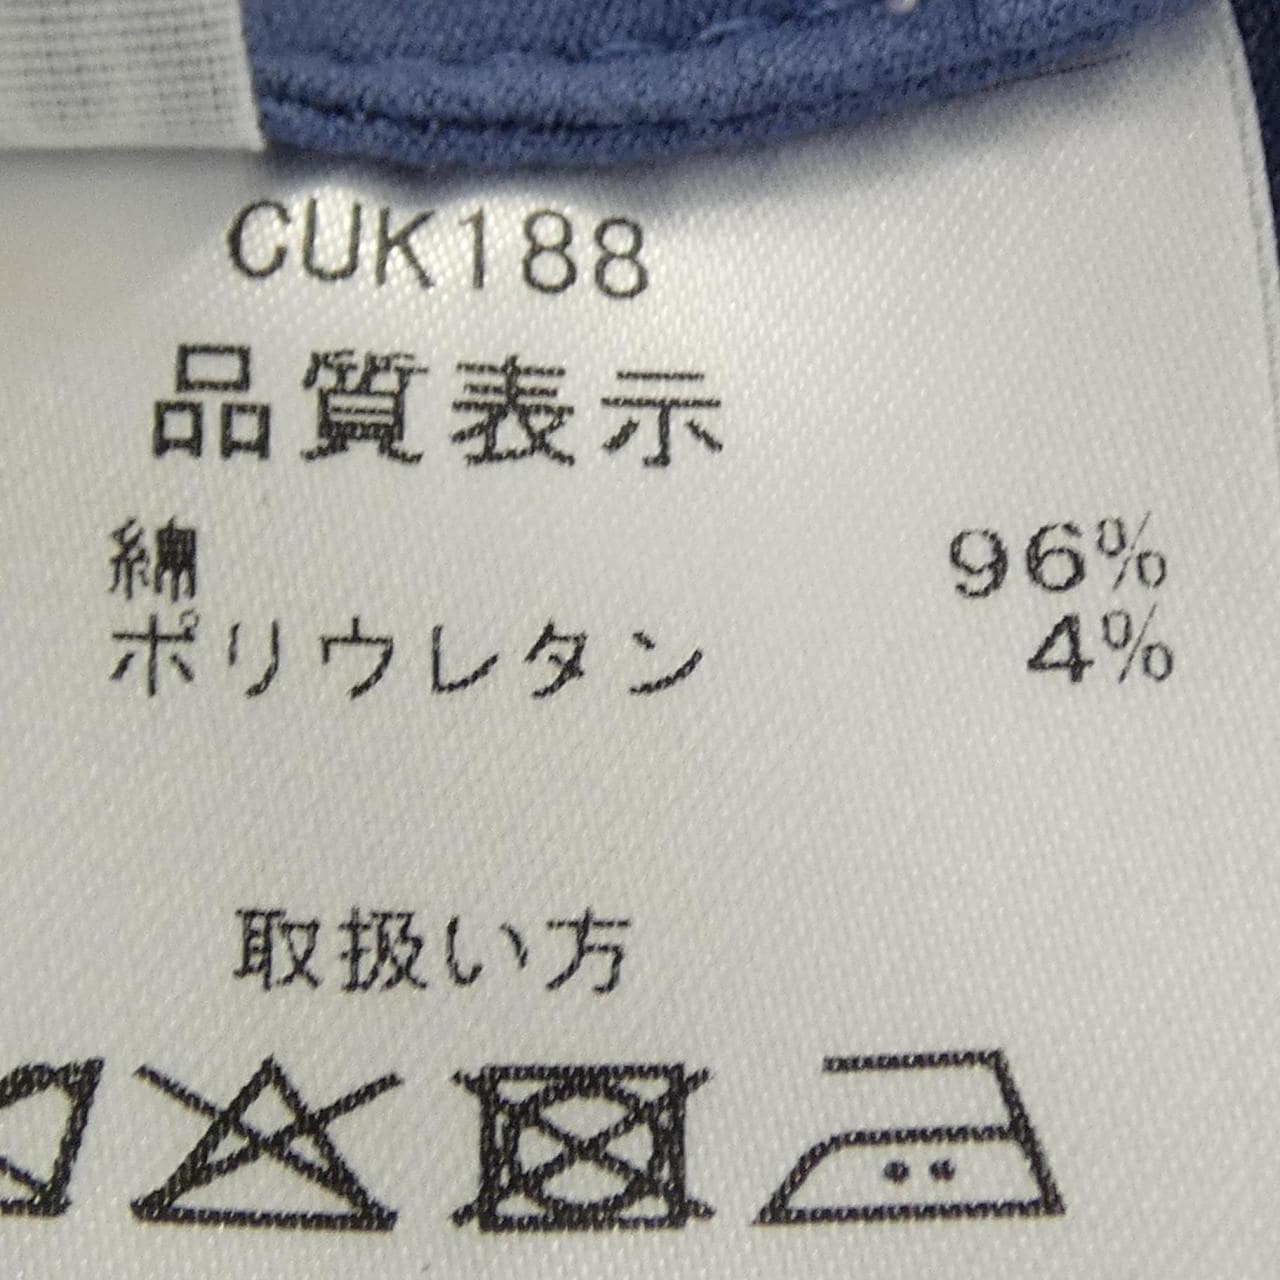 CUK188
品質表示
綿 96%
ポリウレタン 4%
取扱い方